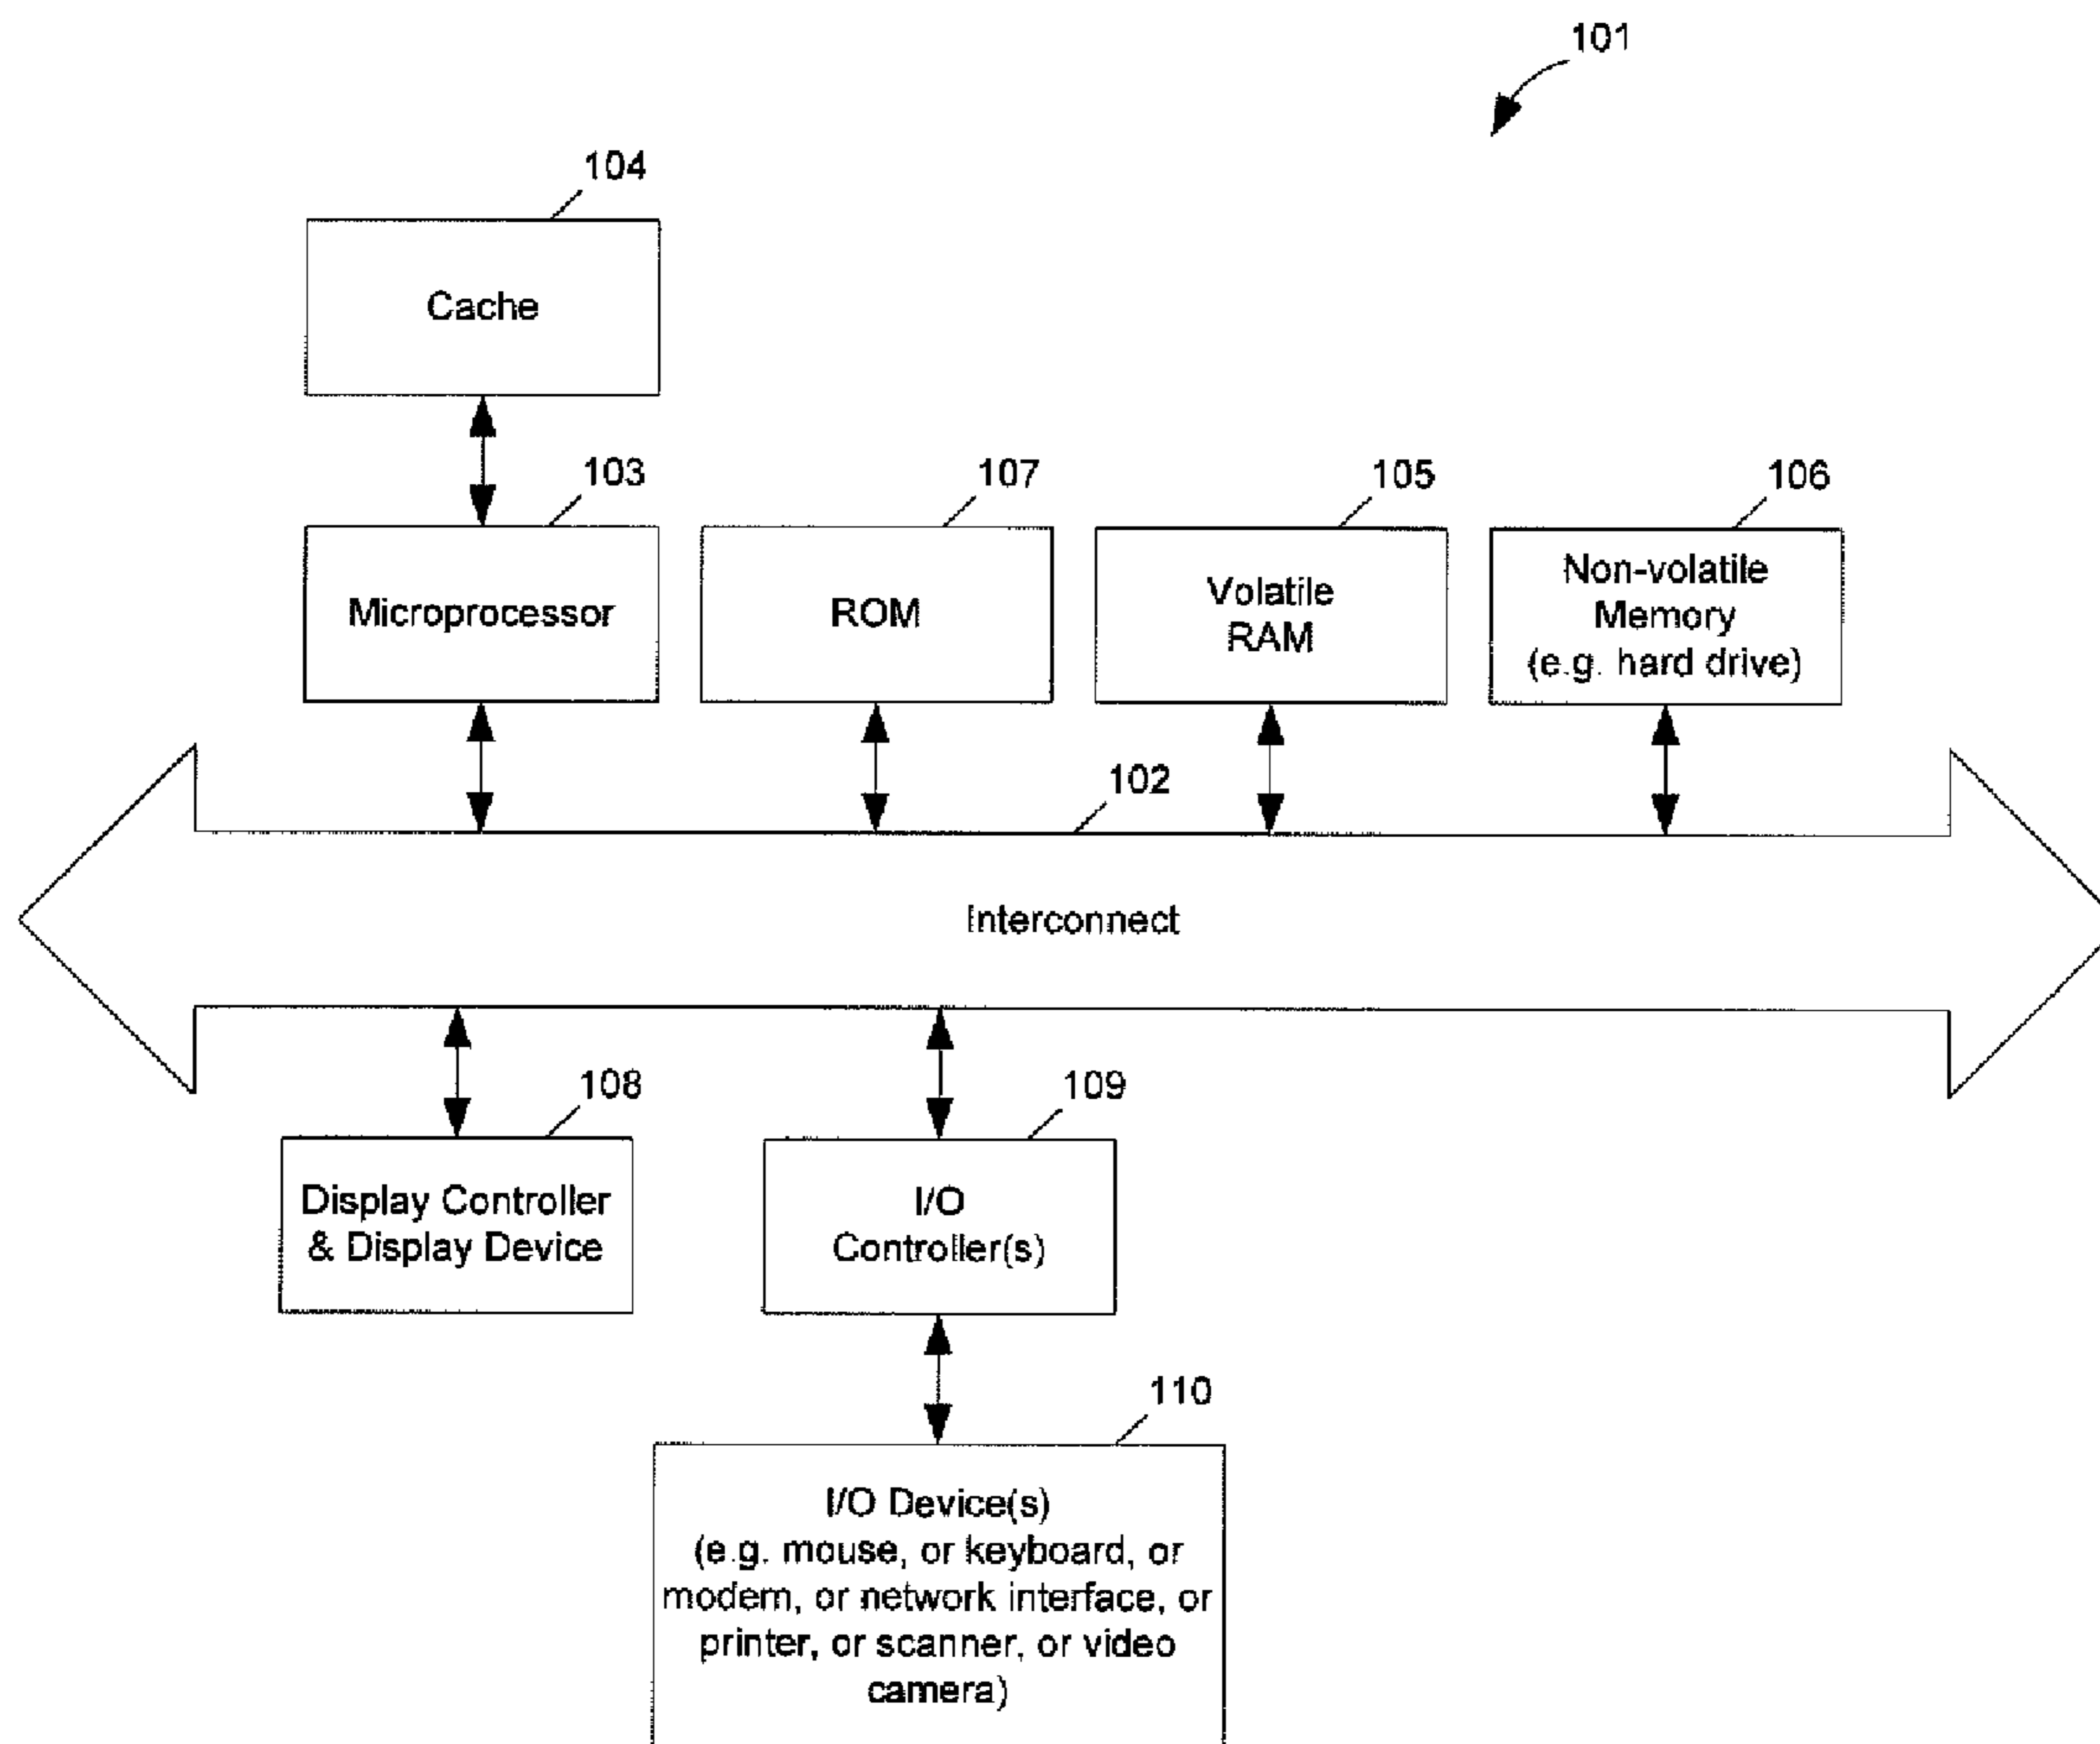 101
104
Cache
103
107
105
106
Microprocessor
ROM
Volatile
RAM
Non-volatile
Memory
(e.g. hard drive)
102
Interconnect
108
109
Display Controller
& Display Device
I/O
Controller(s)
110
I/O Device(s)
(e.g. mouse, or keyboard, or
modem, or network interface, or
printer, or scanner, or video
camera)